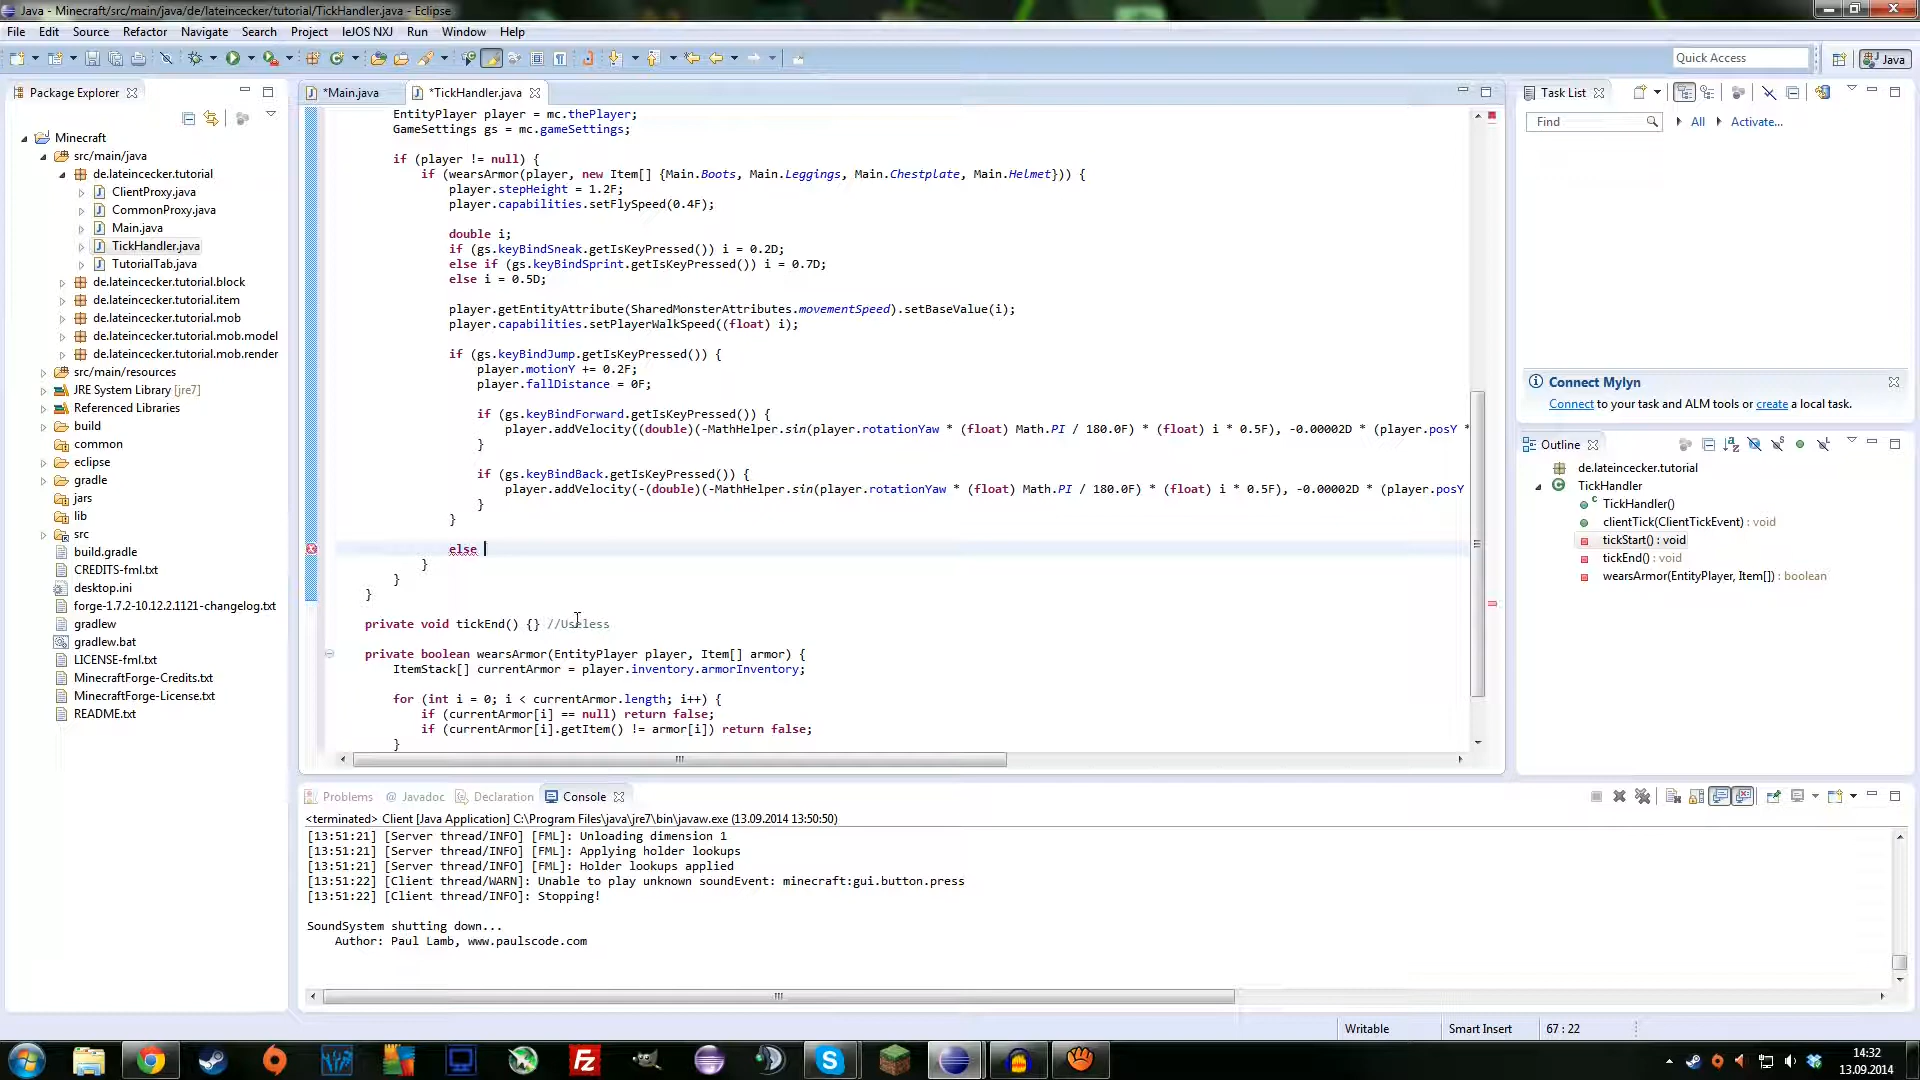 Java - Minecraft/src/main/java/de/lateincecker/tutorial/TickHandler.java - Eclipse
File Edit Source Refactor Navigate Search Project leJOS NXJ Run Window Help
Quick Access
Java
Package Explorer
Minecraft
src/main/java
de.lateincecker.tutorial
ClientProxy.java
CommonProxy.java
Main.java
TickHandler.java
TutorialTab.java
de.lateincecker.tutorial.block
de.lateincecker.tutorial.item
de.lateincecker.tutorial.mob
de.lateincecker.tutorial.mob.model
de.lateincecker.tutorial.mob.render
src/main/resources
JRE System Library [jre7]
Referenced Libraries
build
common
eclipse
gradle
jars
lib
src
build.gradle
CREDITS-fml.txt
desktop.ini
forge-1.7.2-10.12.2.1121-changelog.txt
gradlew
gradlew.bat
LICENSE-fml.txt
MinecraftForge-Credits.txt
MinecraftForge-License.txt
README.txt
*Main.java
*TickHandler.java
EntityPlayer player = mc.thePlayer;
GameSettings gs = mc.gameSettings;
if (player != null) {
if (wearsArmor(player, new Item[] {Main.Boots, Main.Leggings, Main.Chestplate, Main.Helmet})) {
player.stepHeight = 1.2F;
player.capabilities.setFlySpeed(0.4F);
double i;
if (gs.keyBindSneak.getIsKeyPressed()) i = 0.2D;
else if (gs.keyBindSprint.getIsKeyPressed()) i = 0.7D;
else i = 0.5D;
player.getEntityAttribute(SharedMonsterAttributes.movementSpeed).setBaseValue(i);
player.capabilities.setPlayerWalkSpeed((float) i);
if (gs.keyBindJump.getIsKeyPressed()) {
player.motionY += 0.2F;
player.fallDistance = 0F;
if (gs.keyBindForward.getIsKeyPressed()) {
player.addVelocity((double)(-MathHelper.sin(player.rotationYaw * (float) Math.PI / 180.0F) * (float) i * 0.5F), -0.00002D * (player.posY *
}
if (gs.keyBindBack.getIsKeyPressed()) {
player.addVelocity(-(double)(-MathHelper.sin(player.rotationYaw * (float) Math.PI / 180.0F) * (float) i * 0.5F), -0.00002D * (player.posY
}
}
else
}
}
}
private void tickEnd() {} //Useless
private boolean wearsArmor(EntityPlayer player, Item[] armor) {
ItemStack[] currentArmor = player.inventory.armorInventory;
for (int i = 0; i < currentArmor.length; i++) {
if (currentArmor[i] == null) return false;
if (currentArmor[i].getItem() != armor[i]) return false;
}
Task List
Find
All
Activate...
Connect Mylyn
Connect to your task and ALM tools or create a local task.
Outline
de.lateincecker.tutorial
TickHandler
TickHandler()
clientTick(ClientTickEvent) : void
tickStart() : void
tickEnd() : void
wearsArmor(EntityPlayer, Item[]) : boolean
Problems @ Javadoc Declaration Console
<terminated> Client [Java Application] C:\Program Files\java\jre7\bin\javaw.exe (13.09.2014 13:50:50)
[13:51:21] [Server thread/INFO] [FML]: Unloading dimension 1
[13:51:21] [Server thread/INFO] [FML]: Applying holder lookups
[13:51:21] [Server thread/INFO] [FML]: Holder lookups applied
[13:51:22] [Client thread/WARN]: Unable to play unknown soundEvent: minecraft:gui.button.press
[13:51:22] [Client thread/INFO]: Stopping!
SoundSystem shutting down...
Author: Paul Lamb, www.paulscode.com
Writable Smart Insert 67 : 22
14:32
13.09.2014